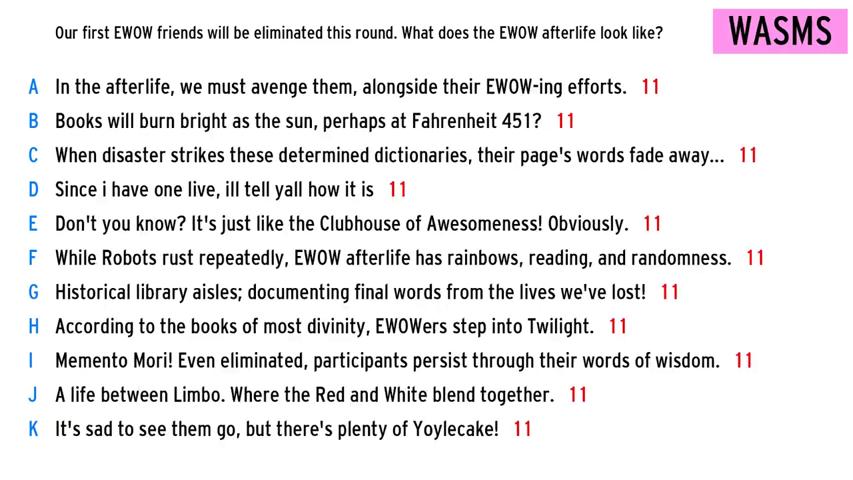 Our first EWOW friends will be eliminated this round. What does the EWOW afterlife look like?
WASMS
A In the afterlife, we must avenge them, alongside their EWOW-ing efforts. 11
B Books will burn bright as the sun, perhaps at Fahrenheit 451? 11
C When disaster strikes these determined dictionaries, their page's words fade away... 11
D Since i have one live, ill tell yall how it is 11
E Don't you know? It's just like the Clubhouse of Awesomeness! Obviously. 11
F While Robots rust repeatedly, EWOW afterlife has rainbows, reading, and randomness. 11
G Historical library aisles; documenting final words from the lives we've lost! 11
H According to the books of most divinity, EWOWers step into Twilight. 11
I Memento Mori! Even eliminated, participants persist through their words of wisdom. 11
J A life between Limbo. Where the Red and White blend together. 11
K It's sad to see them go, but there's plenty of Yoylecake! 11